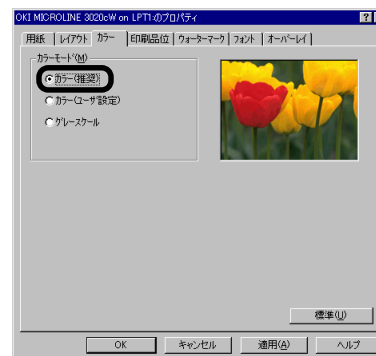 OKI MICROLINE 3020cW on LPT1:のプロパティ
用紙 レイアウト カラー 印刷品位 ウォーターマーク フォント オーバーレイ
カラーモード(M)
カラー(推奨)
カラー(ユーザ設定)
グレースケール
標準(U)
OK キャンセル 適用(A) ヘルプ